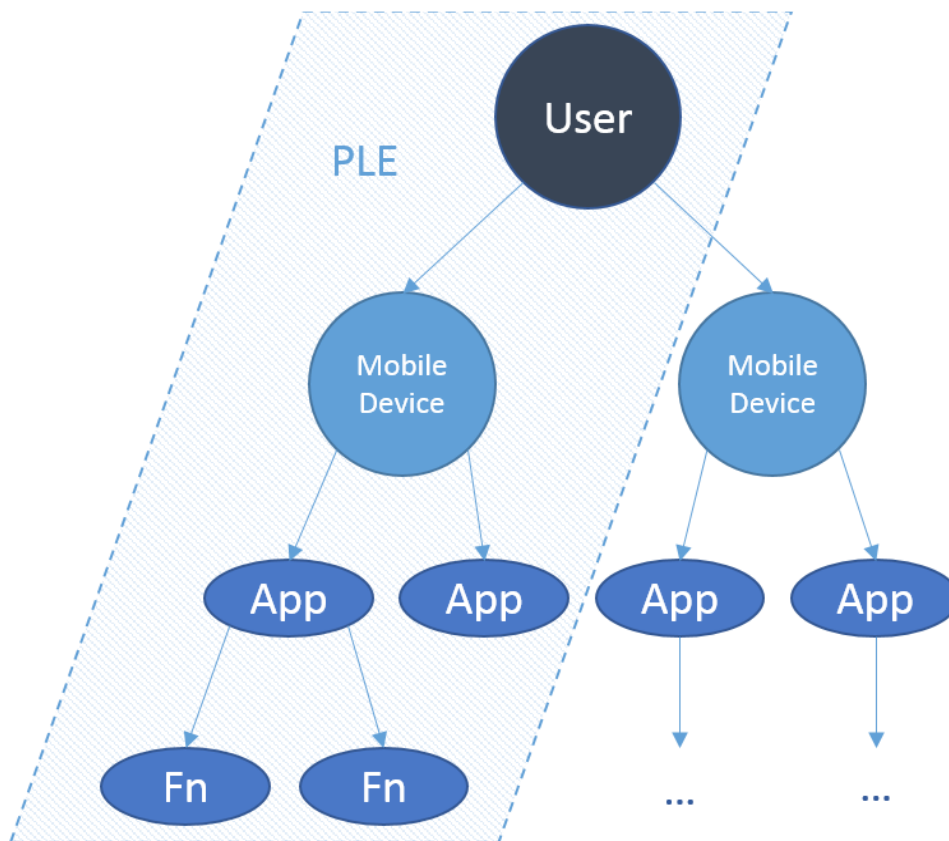 User
PLE
Mobile
Device
Mobile
Device
App
App
App
App
Fn
Fn
...
...